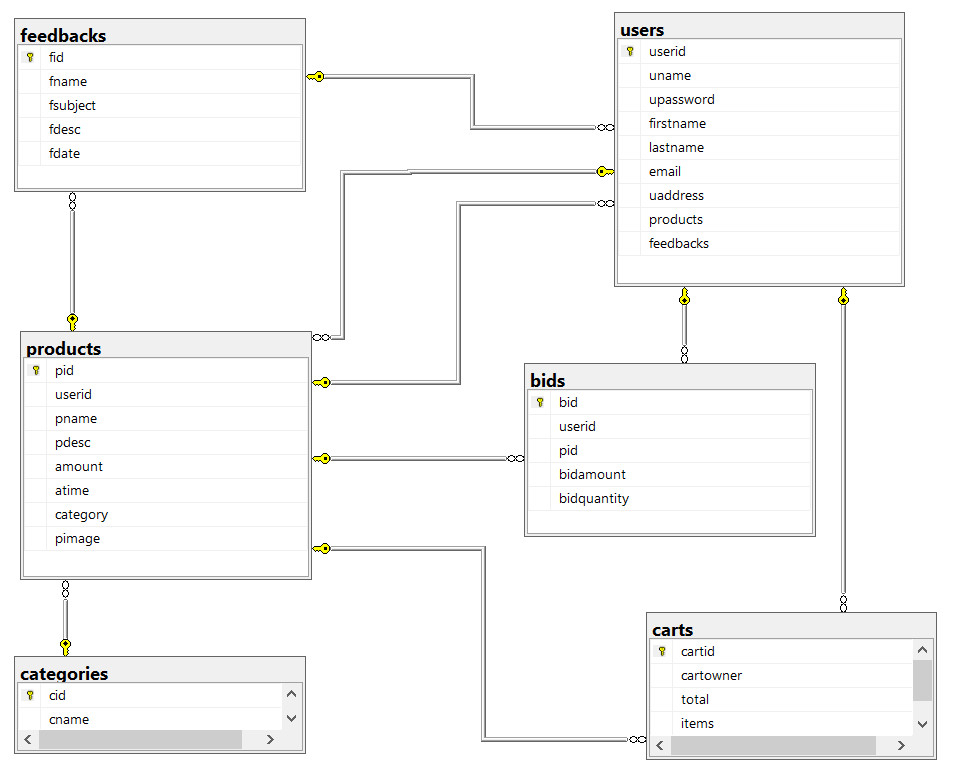 feedbacks
fid
fname
fsubject
fdesc
fdate
users
userid
uname
upassword
firstname
lastname
email
uaddress
products
feedbacks
products
pid
userid
pname
pdesc
amount
atime
category
pimage
bids
bid
userid
pid
bidamount
bidquantity
categories
cid
cname
carts
cartid
cartowner
total
items